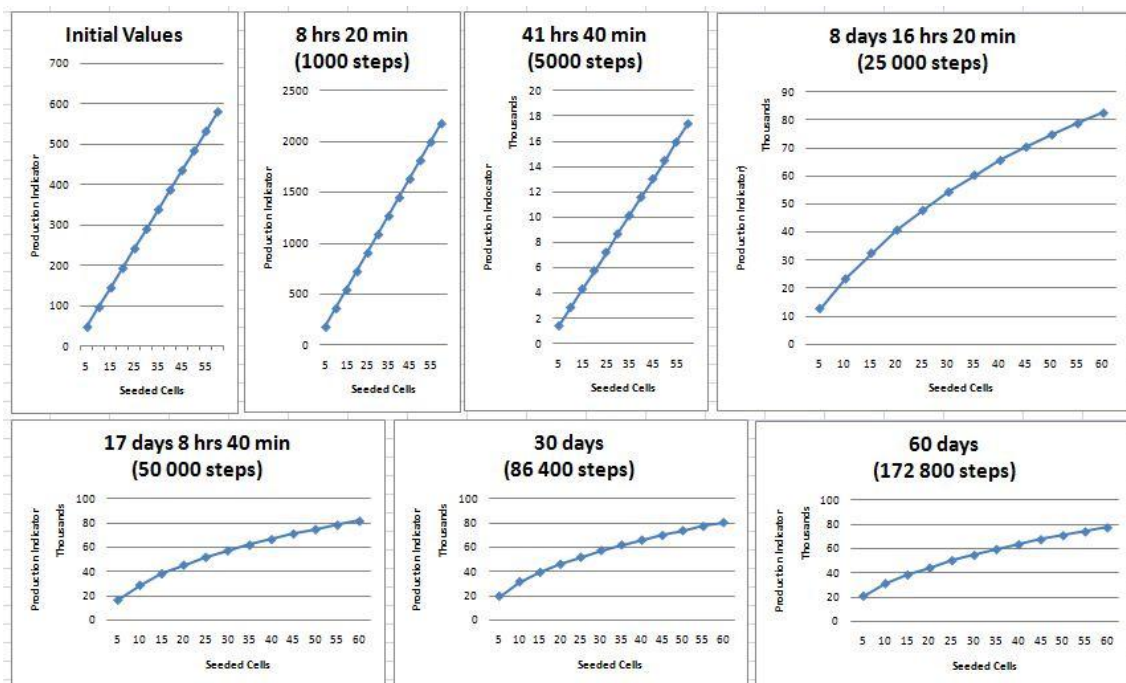 Initial Values
700
600
500
400
300
200
100
0
Production Indicator
5 15 25 35 45 55
Seeded Cells
8 hrs 20 min
(1000 steps)
2500
2000
1500
1000
500
0
Production Indicator
5 15 25 35 45 55
Seeded Cells
41 hrs 40 min
(5000 steps)
20
18
16
14
12
10
8
6
4
2
0
Production Indocator
Thousands
5 15 25 35 45 55
Seeded Cells
8 days 16 hrs 20 min
(25 000 steps)
90
80
70
60
50
40
30
20
10
0
Production Indicator)
Thousands
5 10 15 20 25 30 35 40 45 50 55 60
Seeded Cells
17 days 8 hrs 40 min
(50 000 steps)
100
80
60
40
20
0
Production Indicator
Thousands
5 10 15 20 25 30 35 40 45 50 55 60
Seeded Cells
30 days
(86 400 steps)
100
80
60
40
20
0
Production Indicator
Thousands
5 10 15 20 25 30 35 40 45 50 55 60
Seeded Cells
60 days
(172 800 steps)
100
80
60
40
20
0
Production Indicator
Thousands
5 10 15 20 25 30 35 40 45 50 55 60
Seeded Cells